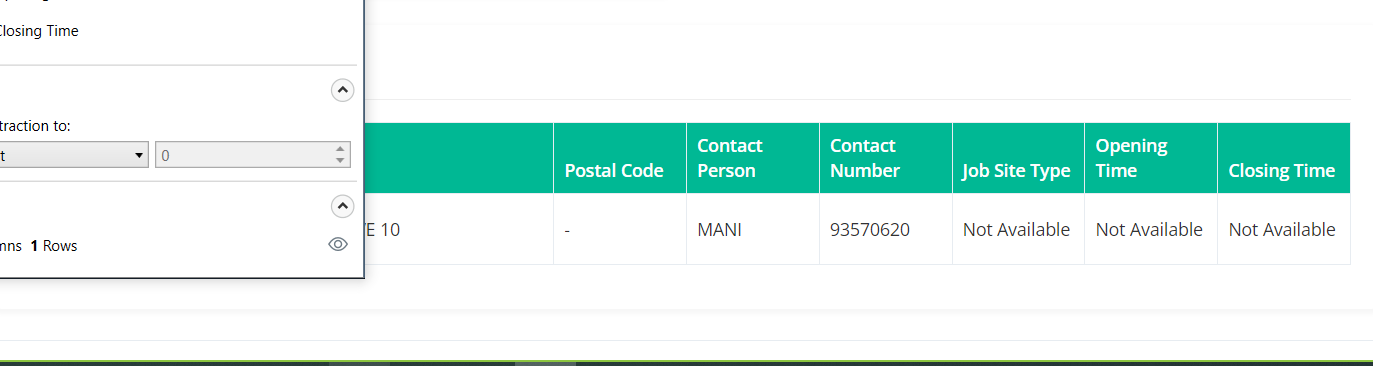 Closing Time
traction to:
0
Contact Person
Contact Number
Opening Time
Postal Code
Job Site Type
Closing Time
10
-
MANI
93570620
Not Available
Not Available
Not Available
1 Rows